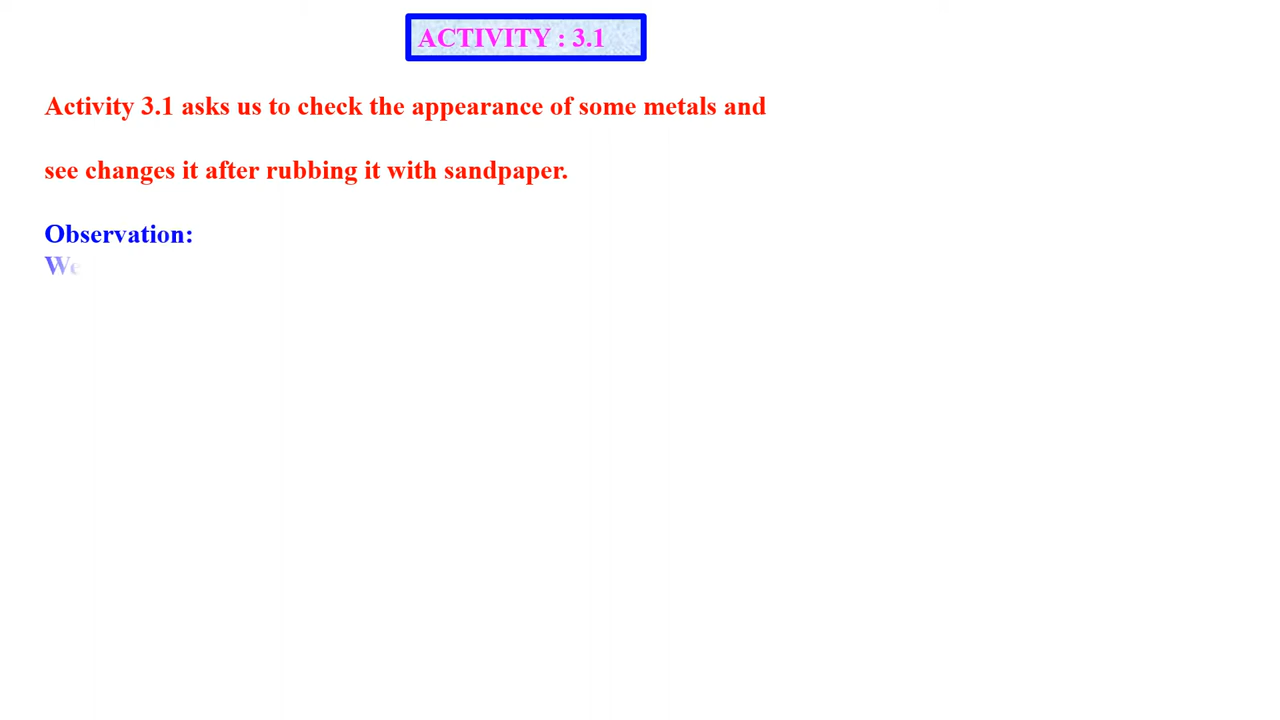 ACTIVITY : 3.1
Activity 3.1 asks us to check the appearance of some metals and
see changes it after rubbing it with sandpaper.
Observation:
We